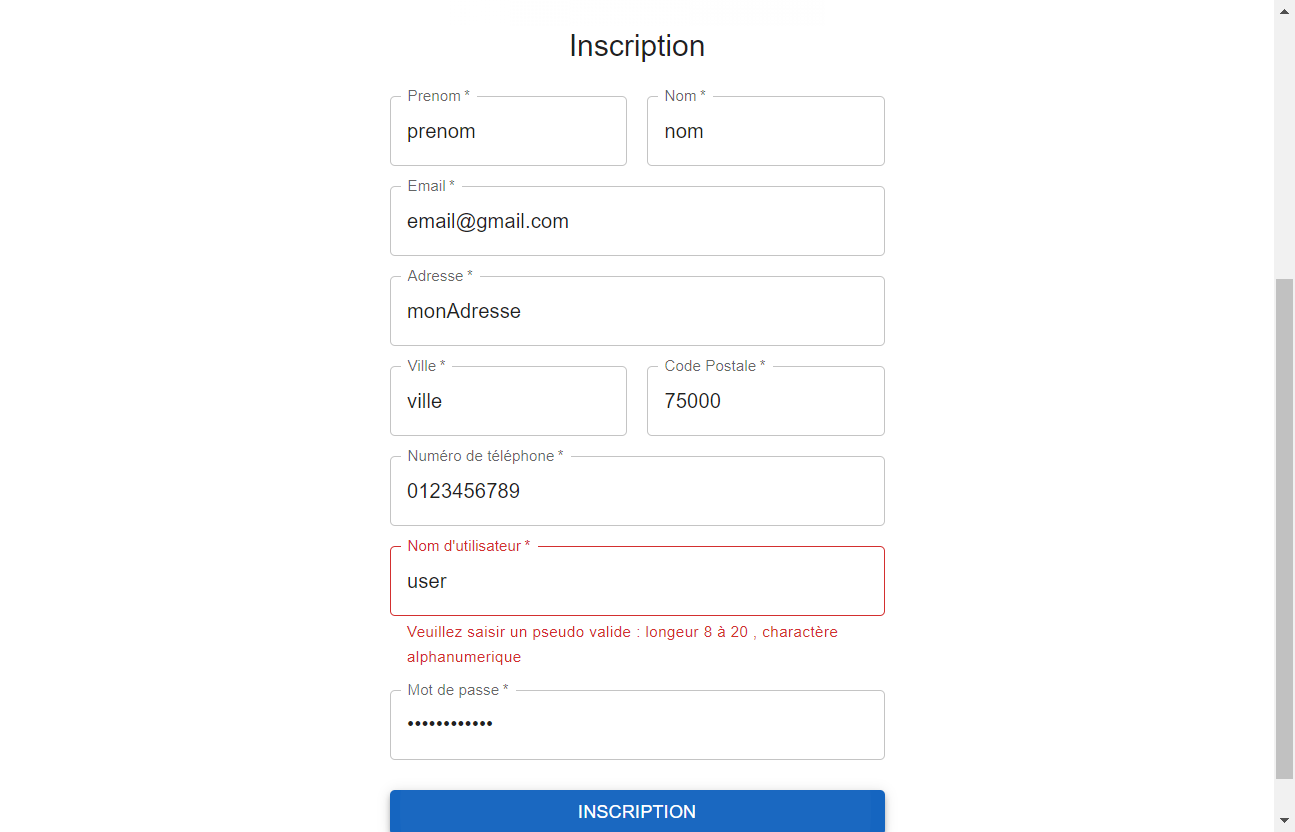 Inscription
Prenom *
Nom *
prenom
nom
Email *
email@gmail.com
Adresse *
monAdresse
Ville *
Code Postale *
ville
75000
Numéro de téléphone *
0123456789
Nom d'utilisateur *
user
Veuillez saisir un pseudo valide : longeur 8 à 20 , charactère
alphanumerique
Mot de passe *
••••••••••••
INSCRIPTION